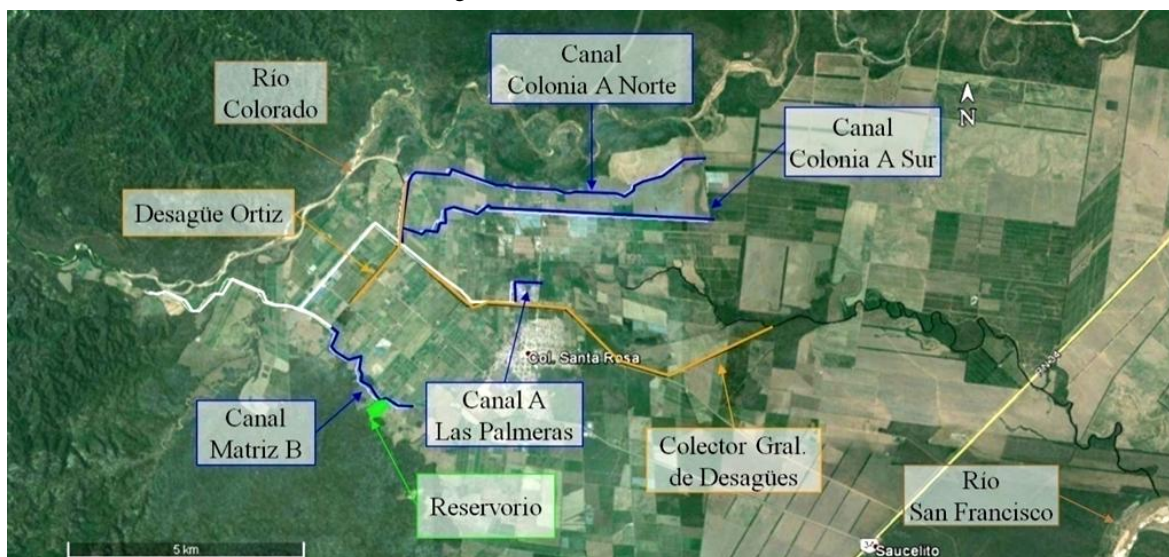 Canal
Colonia A Norte
Río
Colorado
N
Canal
Colonia A Sur
Desagüe Ortiz
Col. Santa Rosa
Canal
Matriz B
Canal A
Las Palmeras
Colector Gral.
de Desagües
Reservorio
Río
San Francisco
5 km
34
Saucelito